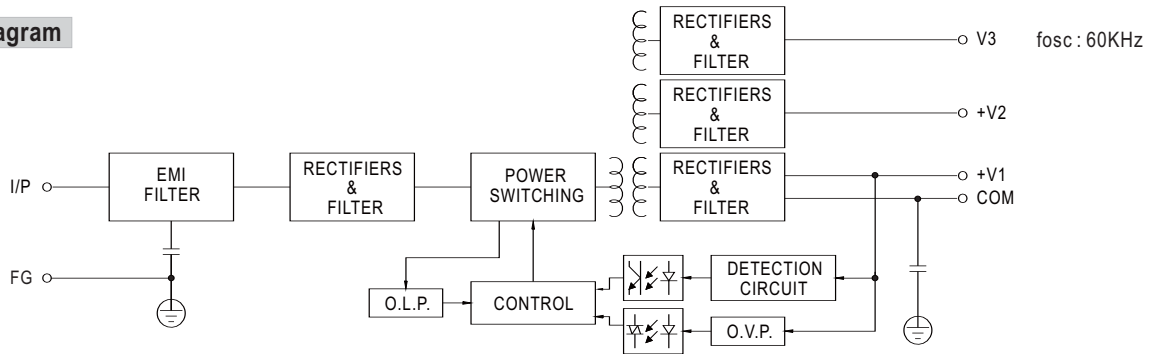 agram
RECTIFIERS
&
FILTER
V3
fosc : 60KHz
RECTIFIERS
&
FILTER
+V2
I/P
EMI
FILTER
RECTIFIERS
&
FILTER
POWER
SWITCHING
RECTIFIERS
&
FILTER
+V1
COM
FG
O.L.P.
CONTROL
DETECTION
CIRCUIT
O.V.P.